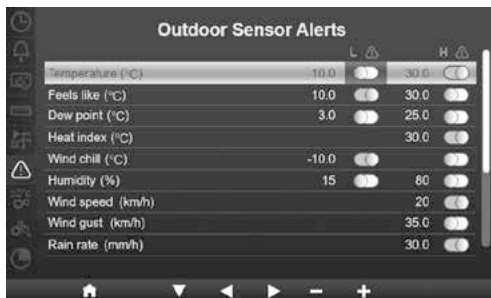 Outdoor Sensor Alerts
L H
Temperature (°C) 10.0 30.0
Feels like (°C) 10.0 30.0
Dew point (°C) 3.0 25.0
Heat index (°C) 30.0
Wind chill (°C) -10.0
Humidity (%) 15 80
Wind speed (km/h) 20
Wind gust (km/h) 35.0
Rain rate (mm/h) 30.0